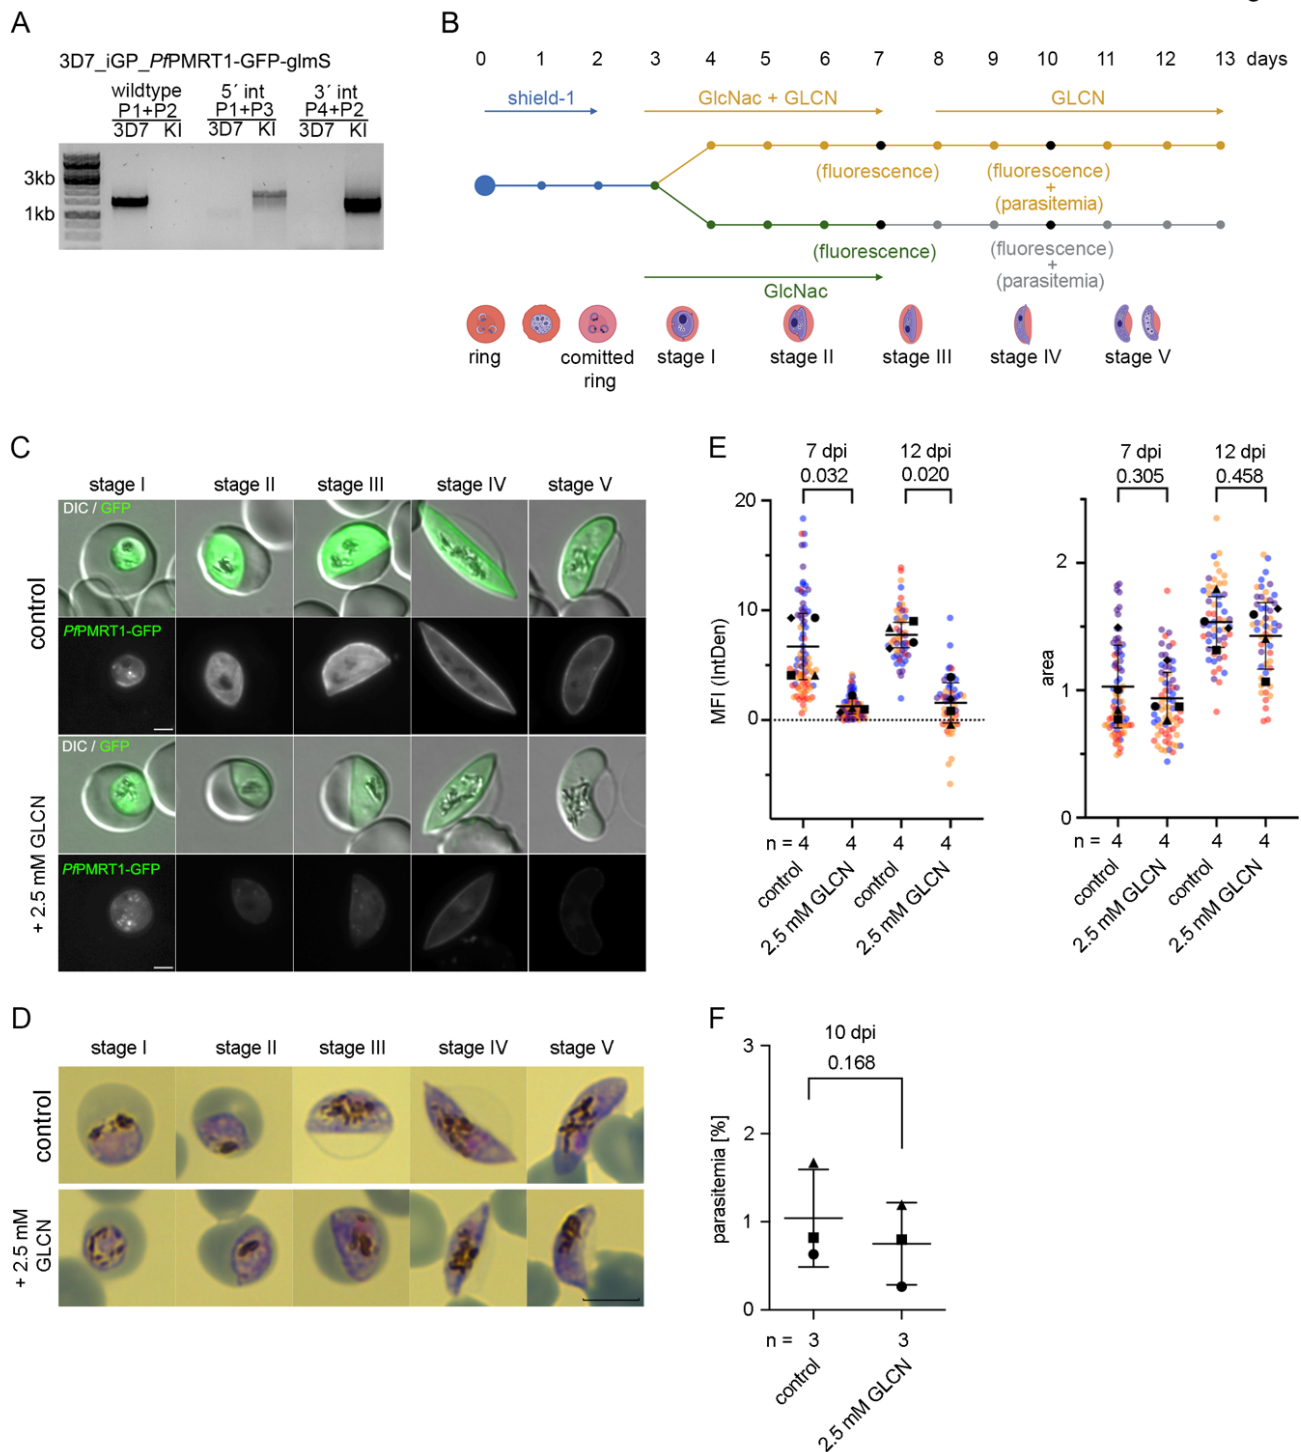 g
A
3D7_iGP_PfPMRT1-GFP-glmS
wildtype 5´ int 3´ int
P1+P2 P1+P3 P4+P2
3D7 KI 3D7 KI 3D7 KI
3kb
1kb
B
0 1 2 3 4 5 6 7 8 9 10 11 12 13 days
shield-1 GlcNac + GLCN GLCN
(fluorescence) (fluorescence)
+
(parasitemia)
(fluorescence) (fluorescence)
+
(parasitemia)
GlcNac
ring comitted stage I stage II stage III stage IV stage V
ring
C
stage I stage II stage III stage IV stage V
control
DIC / GFP
PfPMRT1-GFP
+ 2.5 mM GLCN
DIC / GFP
PfPMRT1-GFP
D
stage I stage II stage III stage IV stage V
control
+ 2.5 mM
GLCN
E
7 dpi 12 dpi
0.032 0.020
MFI (IntDen)
20
10
0
n = 4 4 4 4
control
2.5 mM GLCN
control
2.5 mM GLCN
7 dpi 12 dpi
0.305 0.458
area
2
1
0
n = 4 4 4 4
control
2.5 mM GLCN
control
2.5 mM GLCN
F
10 dpi
0.168
parasitemia [%]
3
2
1
0
n = 3 3
control
2.5 mM GLCN